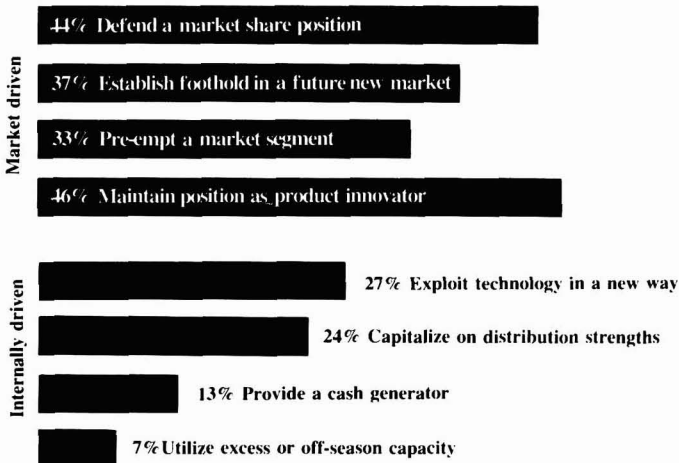 Market driven
44% Defend a market share position
37% Establish foothold in a future new market
33% Pre-empt a market segment
46% Maintain position as product innovator
Internally driven
27% Exploit technology in a new way
24% Capitalize on distribution strengths
13% Provide a cash generator
7% Utilize excess or off-season capacity